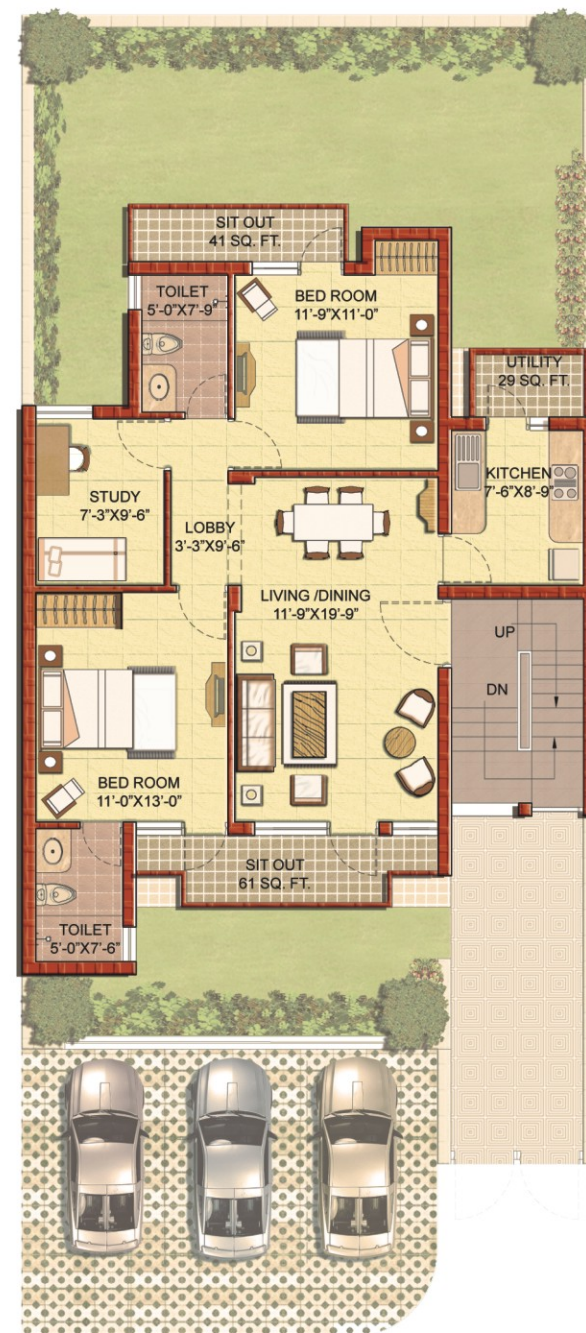 SIT OUT
41 SQ. FT.
TOILET
5'-0"X7'-9"
BED ROOM
11'-9"X11'-0"
UTILITY
29 SQ. FT.
KITCHEN
7'-6"X8'-9"
STUDY
7'-3"X9'-6"
LOBBY
3'-3"X9'-6"
LIVING /DINING
11'-9"X19'-9"
UP
DN
BED ROOM
11'-0"X13'-0"
SIT OUT
61 SQ. FT.
TOILET
5'-0"X7'-6"